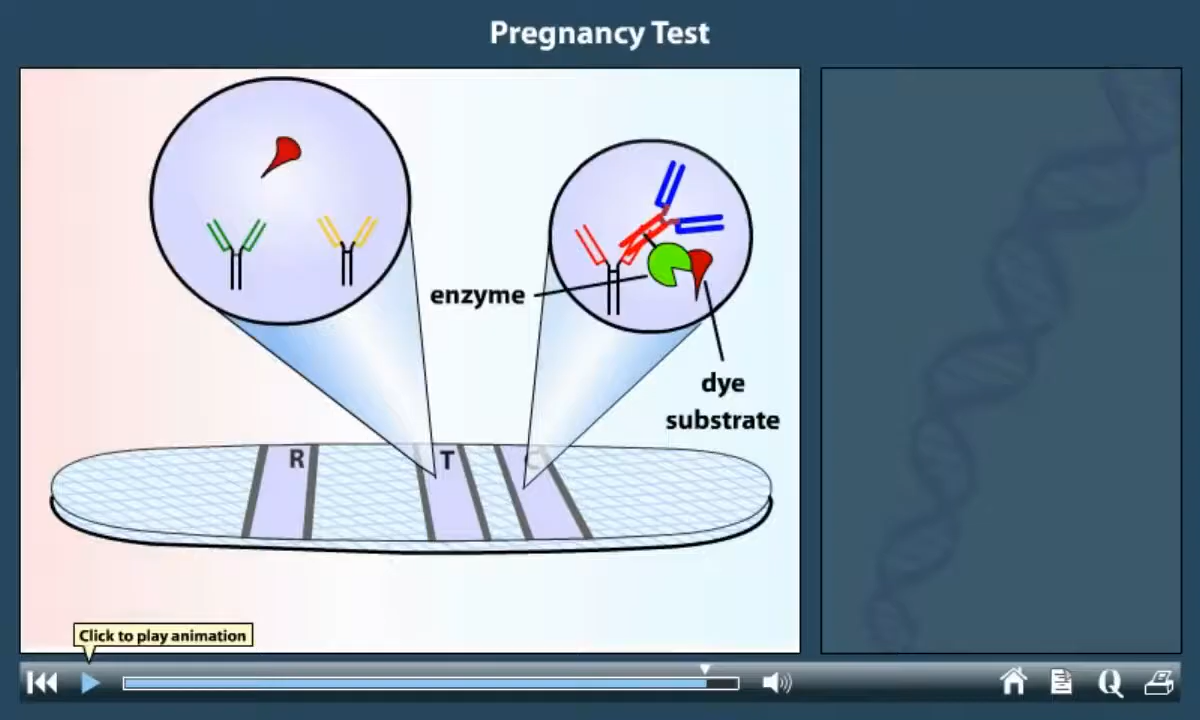 Pregnancy Test
enzyme
dye
substrate
R
T
C
Click to play animation
Q